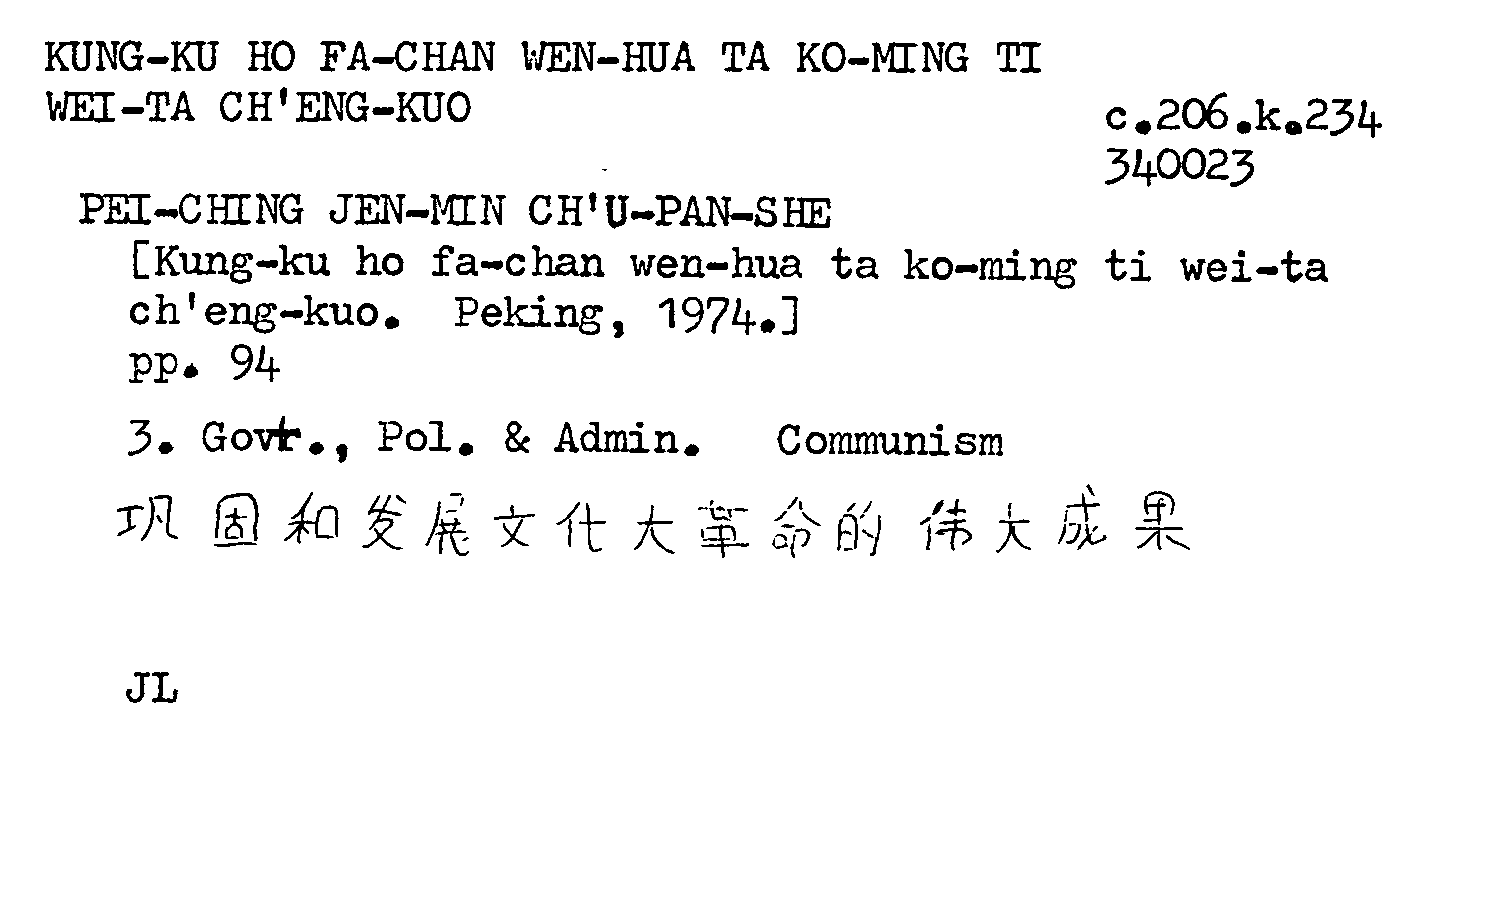 KUNG-KU HO FA-CHAN WEN-HUA TA KO-MING TI
WEI-TA CH'ENG-KUO
c.206.k.234
340023
PEI-CHING JEN-MIN CH'U-PAN-SHE
[Kung-ku ho fa-chan wen-hua ta ko-ming ti wei-ta
ch'eng-kuo. Peking, 1974.]
pp. 94
3. Govt., Pol. & Admin. Communism
巩固和发展文化大革命的伟大成果
JL